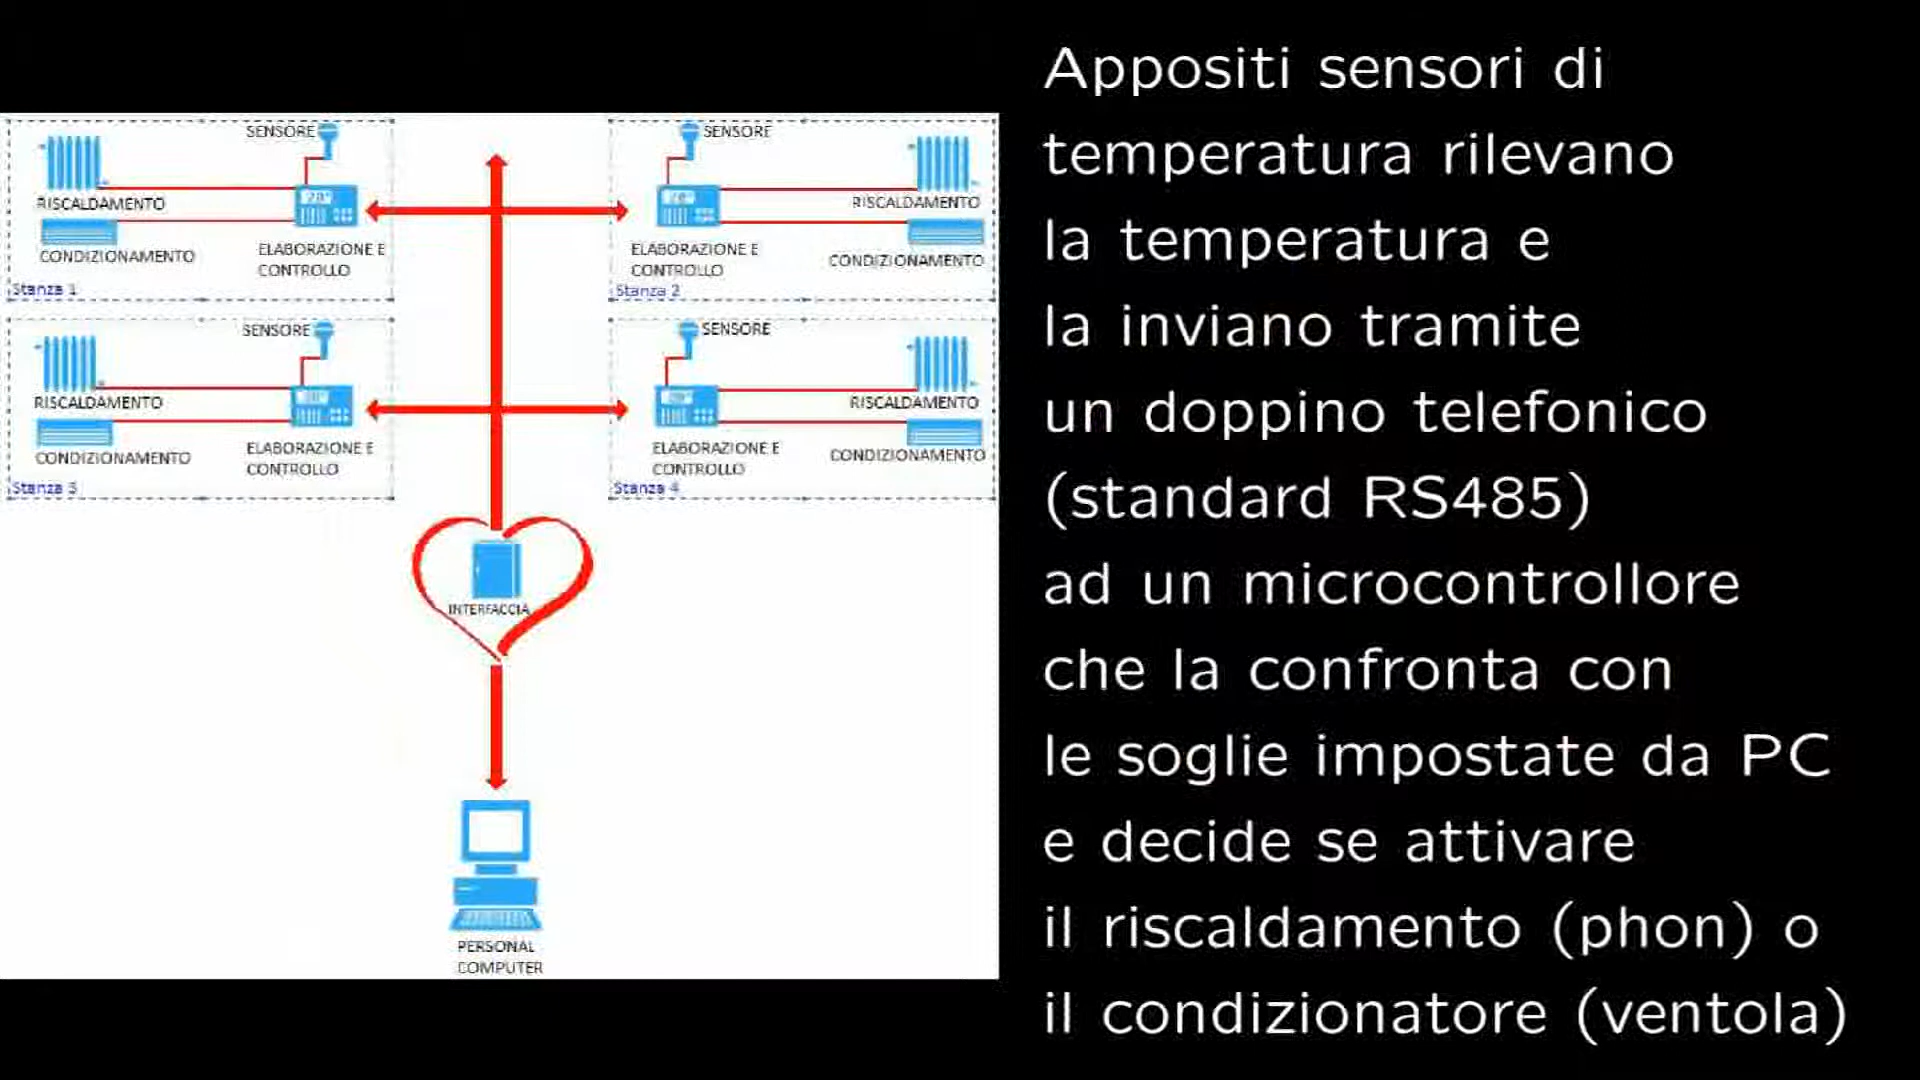 SENSORE
RISCALDAMENTO
CONDIZIONAMENTO
ELABORAZIONE E
CONTROLLO
Stanza 1
SENSORE
RISCALDAMENTO
ELABORAZIONE E
CONTROLLO
CONDIZIONAMENTO
Stanza 2
SENSORE
RISCALDAMENTO
CONDIZIONAMENTO
ELABORAZIONE E
CONTROLLO
Stanza 3
SENSORE
RISCALDAMENTO
ELABORAZIONE E
CONTROLLO
CONDIZIONAMENTO
Stanza 4
INTERFACCIA
PERSONAL
COMPUTER
Appositi sensori di
temperatura rilevano
la temperatura e
la inviano tramite
un doppino telefonico
(standard RS485)
ad un microcontrollore
che la confronta con
le soglie impostate da PC
e decide se attivare
il riscaldamento (phon) o
il condizionatore (ventola)